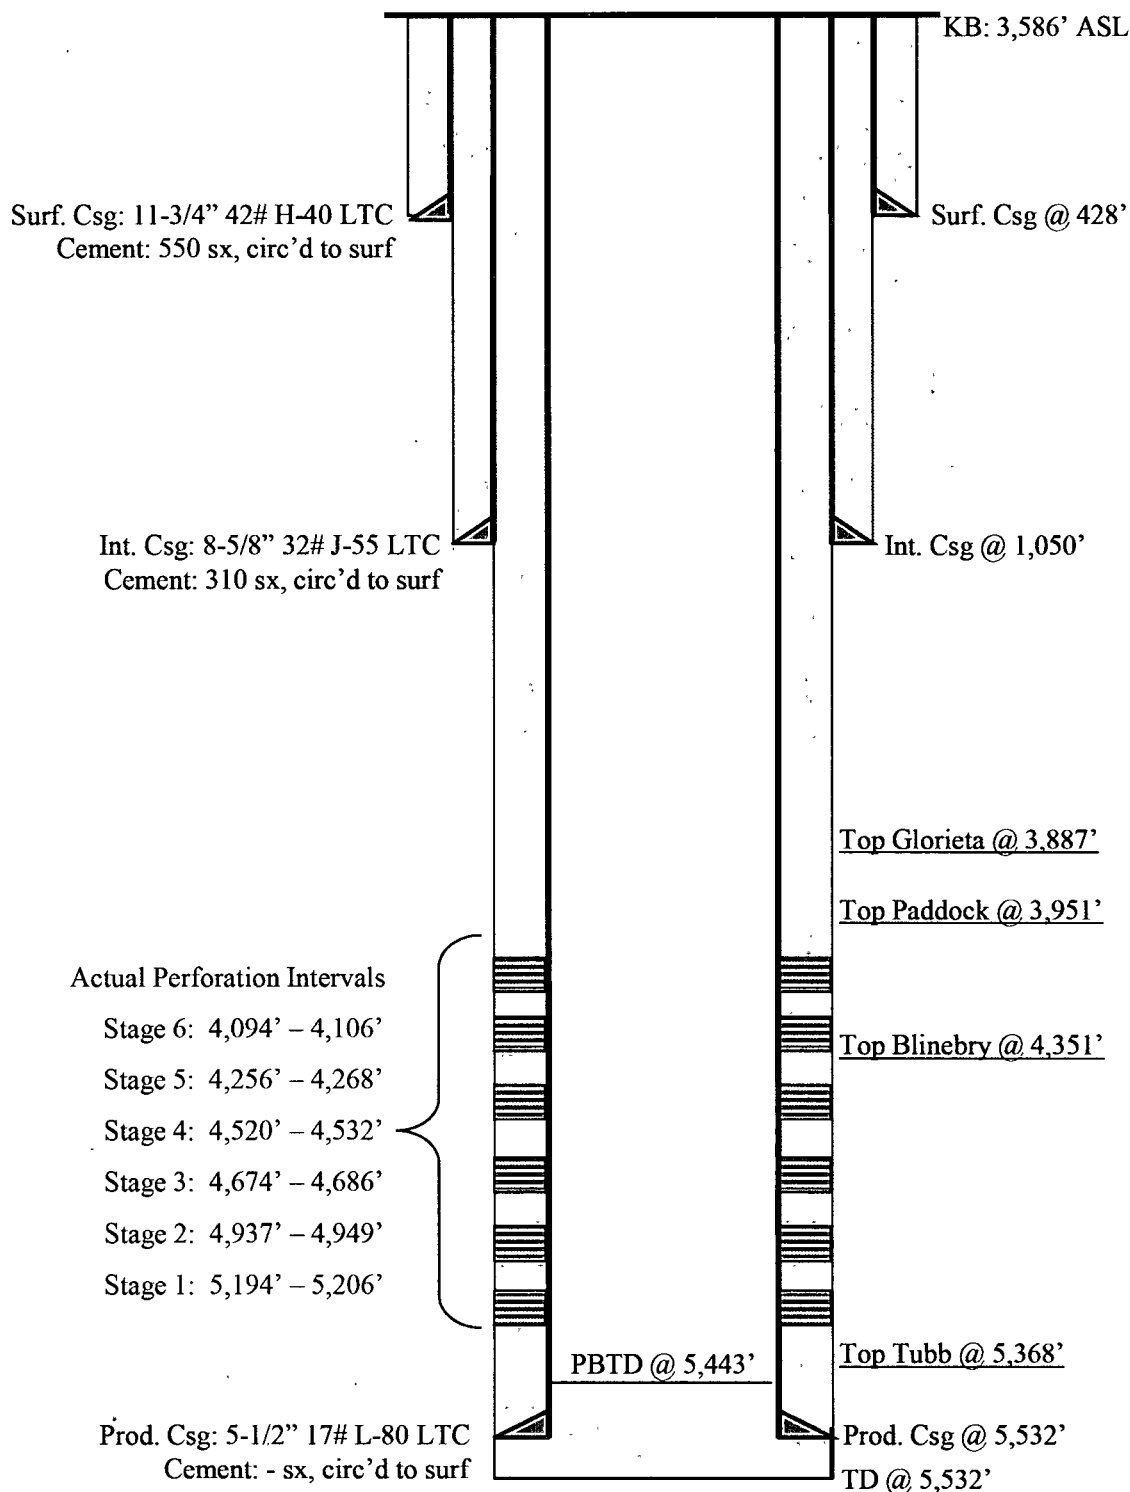 KB: 3,586’ ASL
Surf. Csg: 11-3/4” 42# H-40 LTC
Cement: 550 sx, circ’d to surf
Surf. Csg @ 428’
Int. Csg: 8-5/8” 32# J-55 LTC
Cement: 310 sx, circ’d to surf
Int. Csg @ 1,050’
Top Glorieta @ 3,887’
Top Paddock @ 3,951’
Actual Perforation Intervals
Stage 6: 4,094’ – 4,106’
Stage 5: 4,256’ – 4,268’
Stage 4: 4,520’ – 4,532’
Stage 3: 4,674’ – 4,686’
Stage 2: 4,937’ – 4,949’
Stage 1: 5,194’ – 5,206’
Top Blinebry @ 4,351’
Top Tubb @ 5,368’
PBTD @ 5,443’
Prod. Csg: 5-1/2” 17# L-80 LTC
Cement: - sx, circ’d to surf
Prod. Csg @ 5,532’
TD @ 5,532’